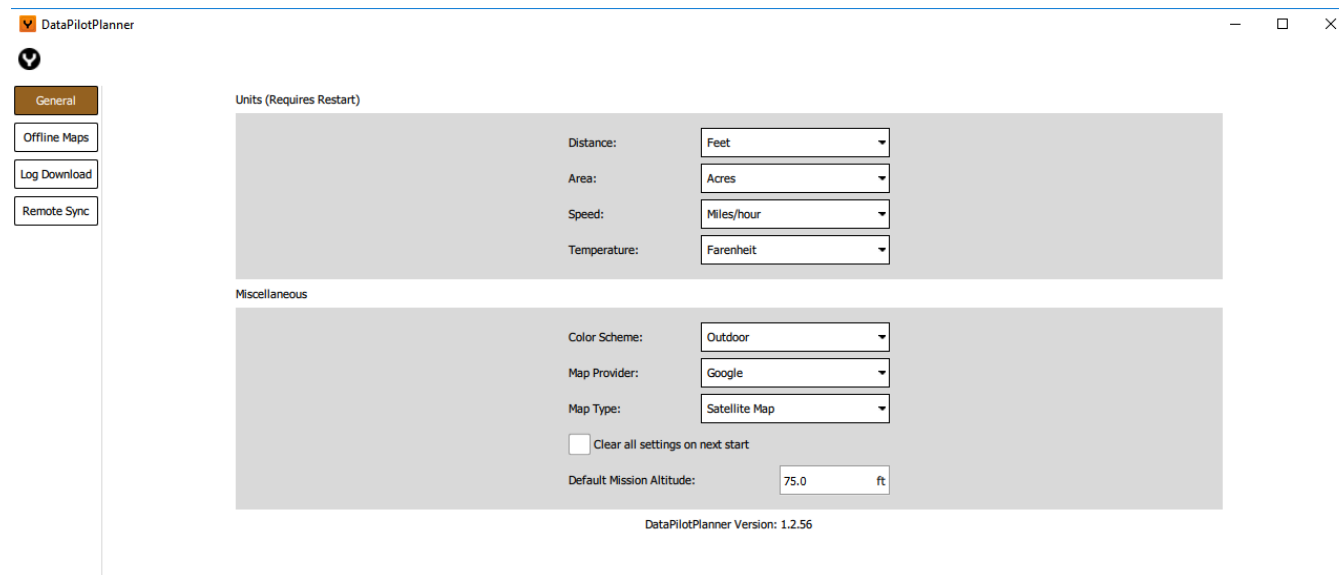 DataPilotPlanner
General
Offline Maps
Log Download
Remote Sync
Units (Requires Restart)
Distance: Feet
Area: Acres
Speed: Miles/hour
Temperature: Farenheit
Miscellaneous
Color Scheme: Outdoor
Map Provider: Google
Map Type: Satellite Map
Clear all settings on next start
Default Mission Altitude: 75.0 ft
DataPilotPlanner Version: 1.2.56